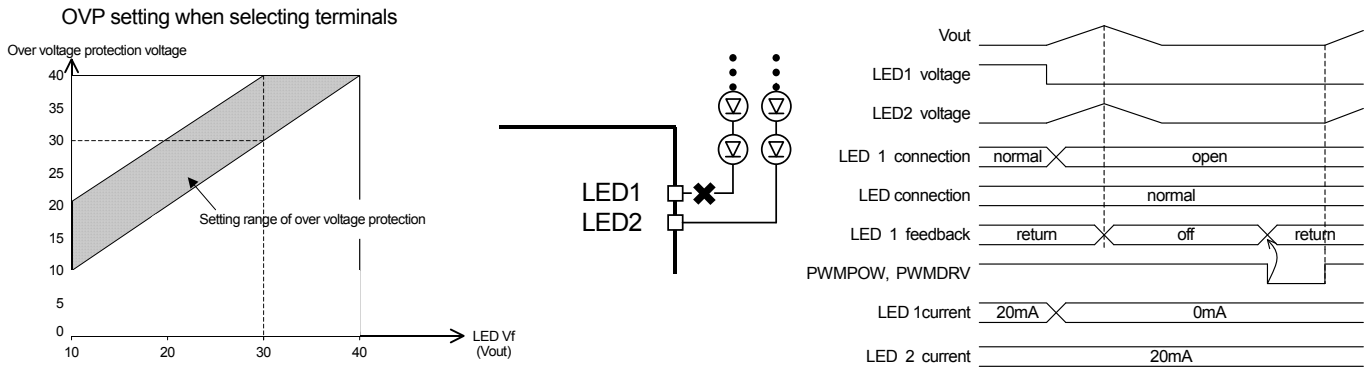 OVP setting when selecting terminals
Over voltage protection voltage
40
35
30
25
20
15
10
5
0
Setting range of over voltage protection
10
20
30
40
LED Vf
(Vout)
LED1
LED2
Vout
LED1 voltage
LED2 voltage
LED 1 connection
normal
open
LED connection
normal
LED 1 feedback
return
off
return
PWMPOW, PWMDRV
LED 1current
20mA
0mA
LED 2 current
20mA